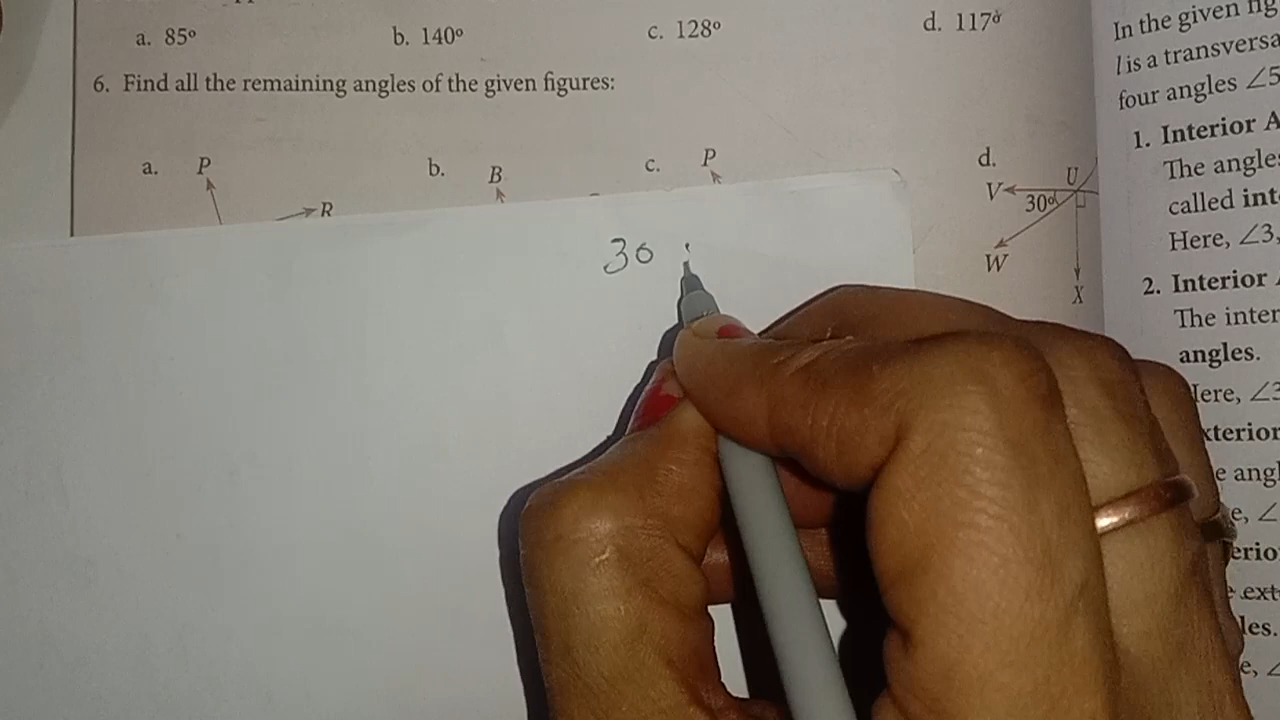 a. 85° b. 140° c. 128° d. 117°
6. Find all the remaining angles of the given figures:
a. P R b. B c. P d. U V 30° W X
30
In the given fig
l is a transversa
four angles ∠5
1. Interior A
The angle
called int
Here, ∠3,
2. Interior
The inter
angles.
Here, ∠3
xterior
e angl
e, ∠
erio
e ext
les.
e, ∠